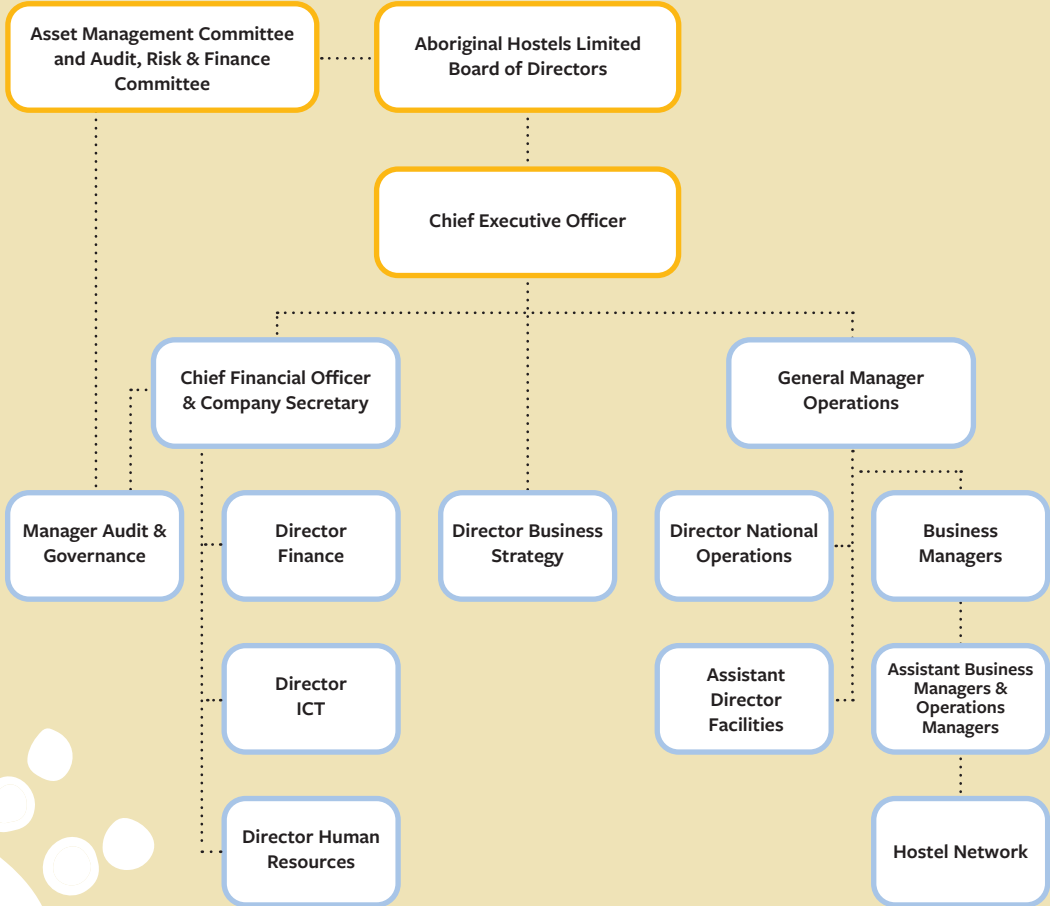 Asset Management Committee
and Audit, Risk & Finance
Committee
Aboriginal Hostels Limited
Board of Directors
Chief Executive Officer
Chief Financial Officer
& Company Secretary
General Manager
Operations
Manager Audit &
Governance
Director
Finance
Director Business
Strategy
Director National
Operations
Business
Managers
Director
ICT
Assistant
Director
Facilities
Assistant Business
Managers &
Operations
Managers
Director Human
Resources
Hostel Network